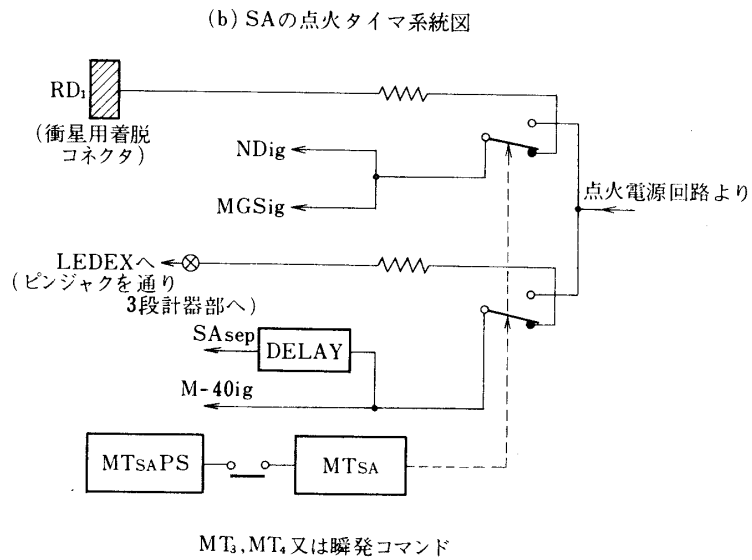 (b) SAの点火タイマ系統図
RD₁
(衝星用着脱
コネクタ)
NDig
MGSig
点火電源回路より
LEDEXへ
(ピンジャクを通り
3段計器部へ)
SAsep
DELAY
M-40ig
MTSAPS
MTSA
MT₃,MT₄又は瞬発コマンド